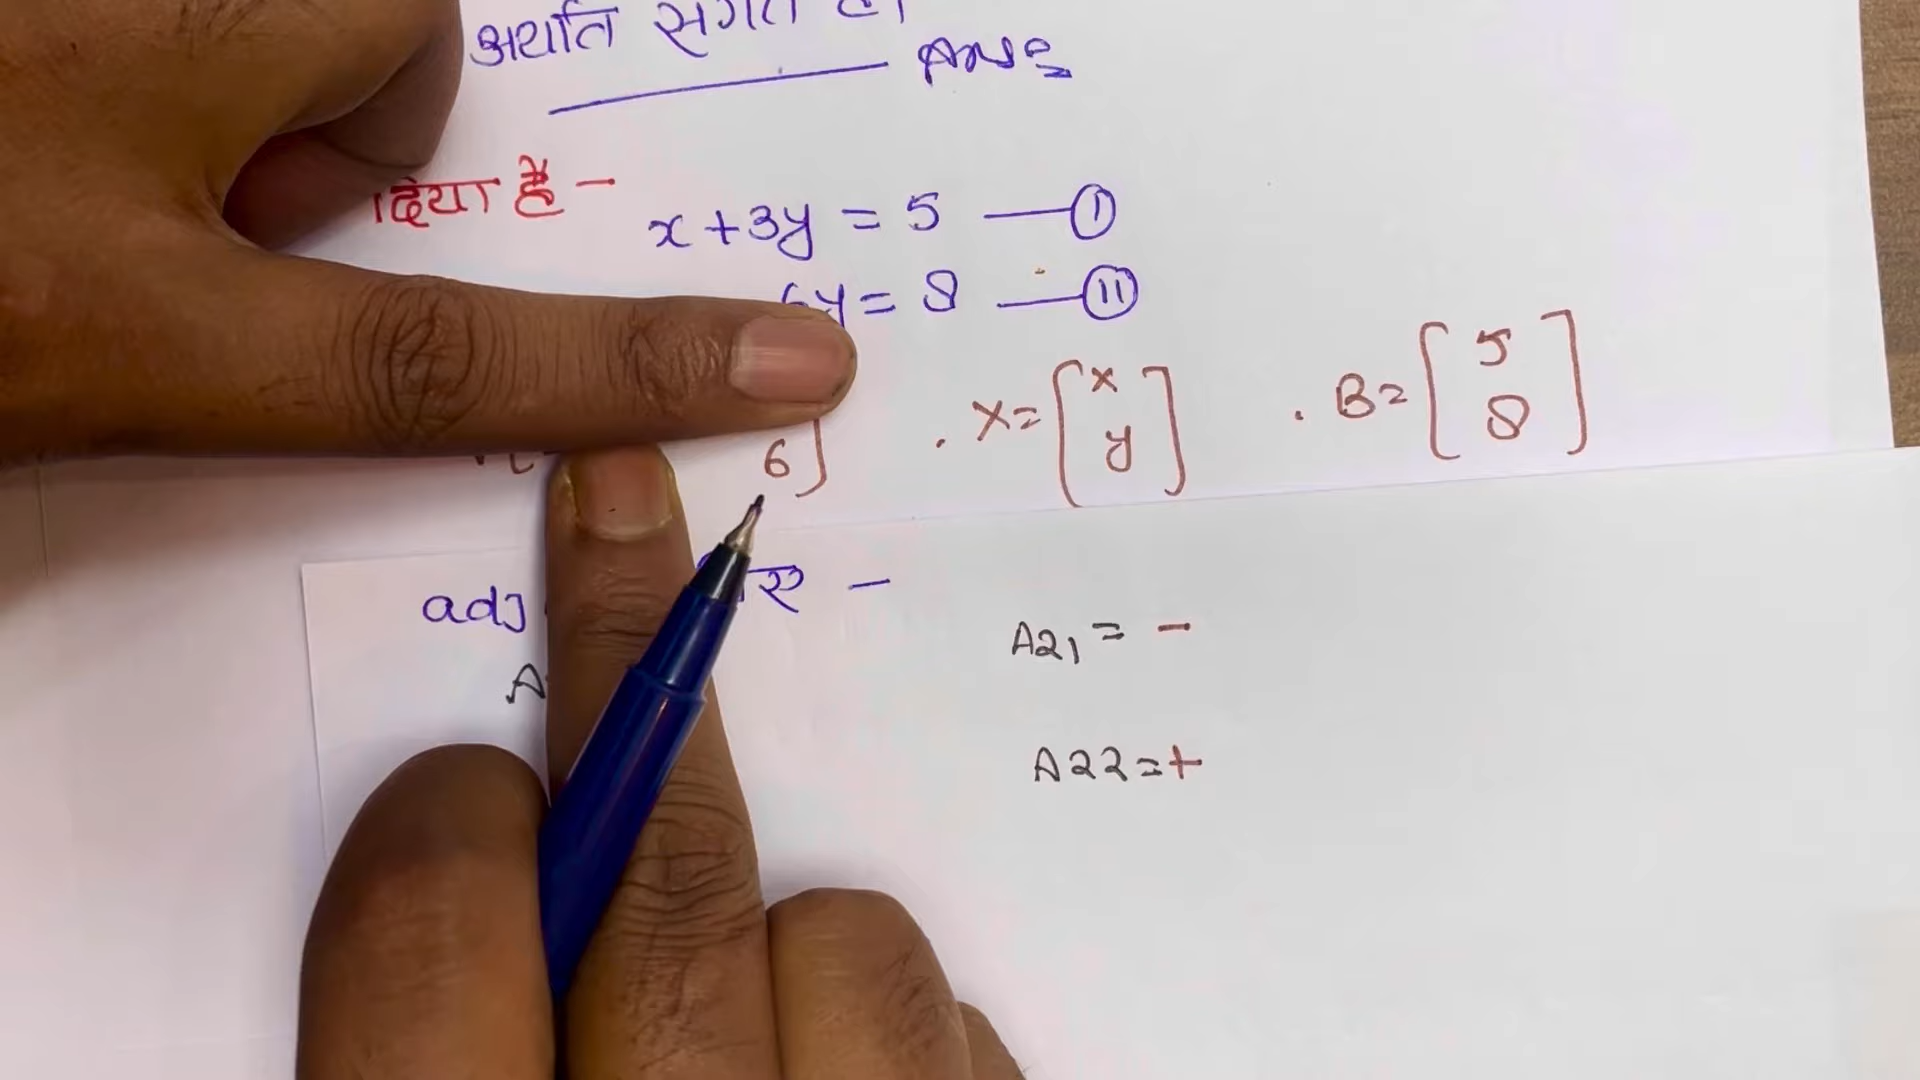 अर्थात संगत है।
Ans
दिया है -
x + 3y = 5 — (I)
6y = 8 — (II)
6] . X = [x y] . B = [5 8]
adj
A21 = -
A22 = +